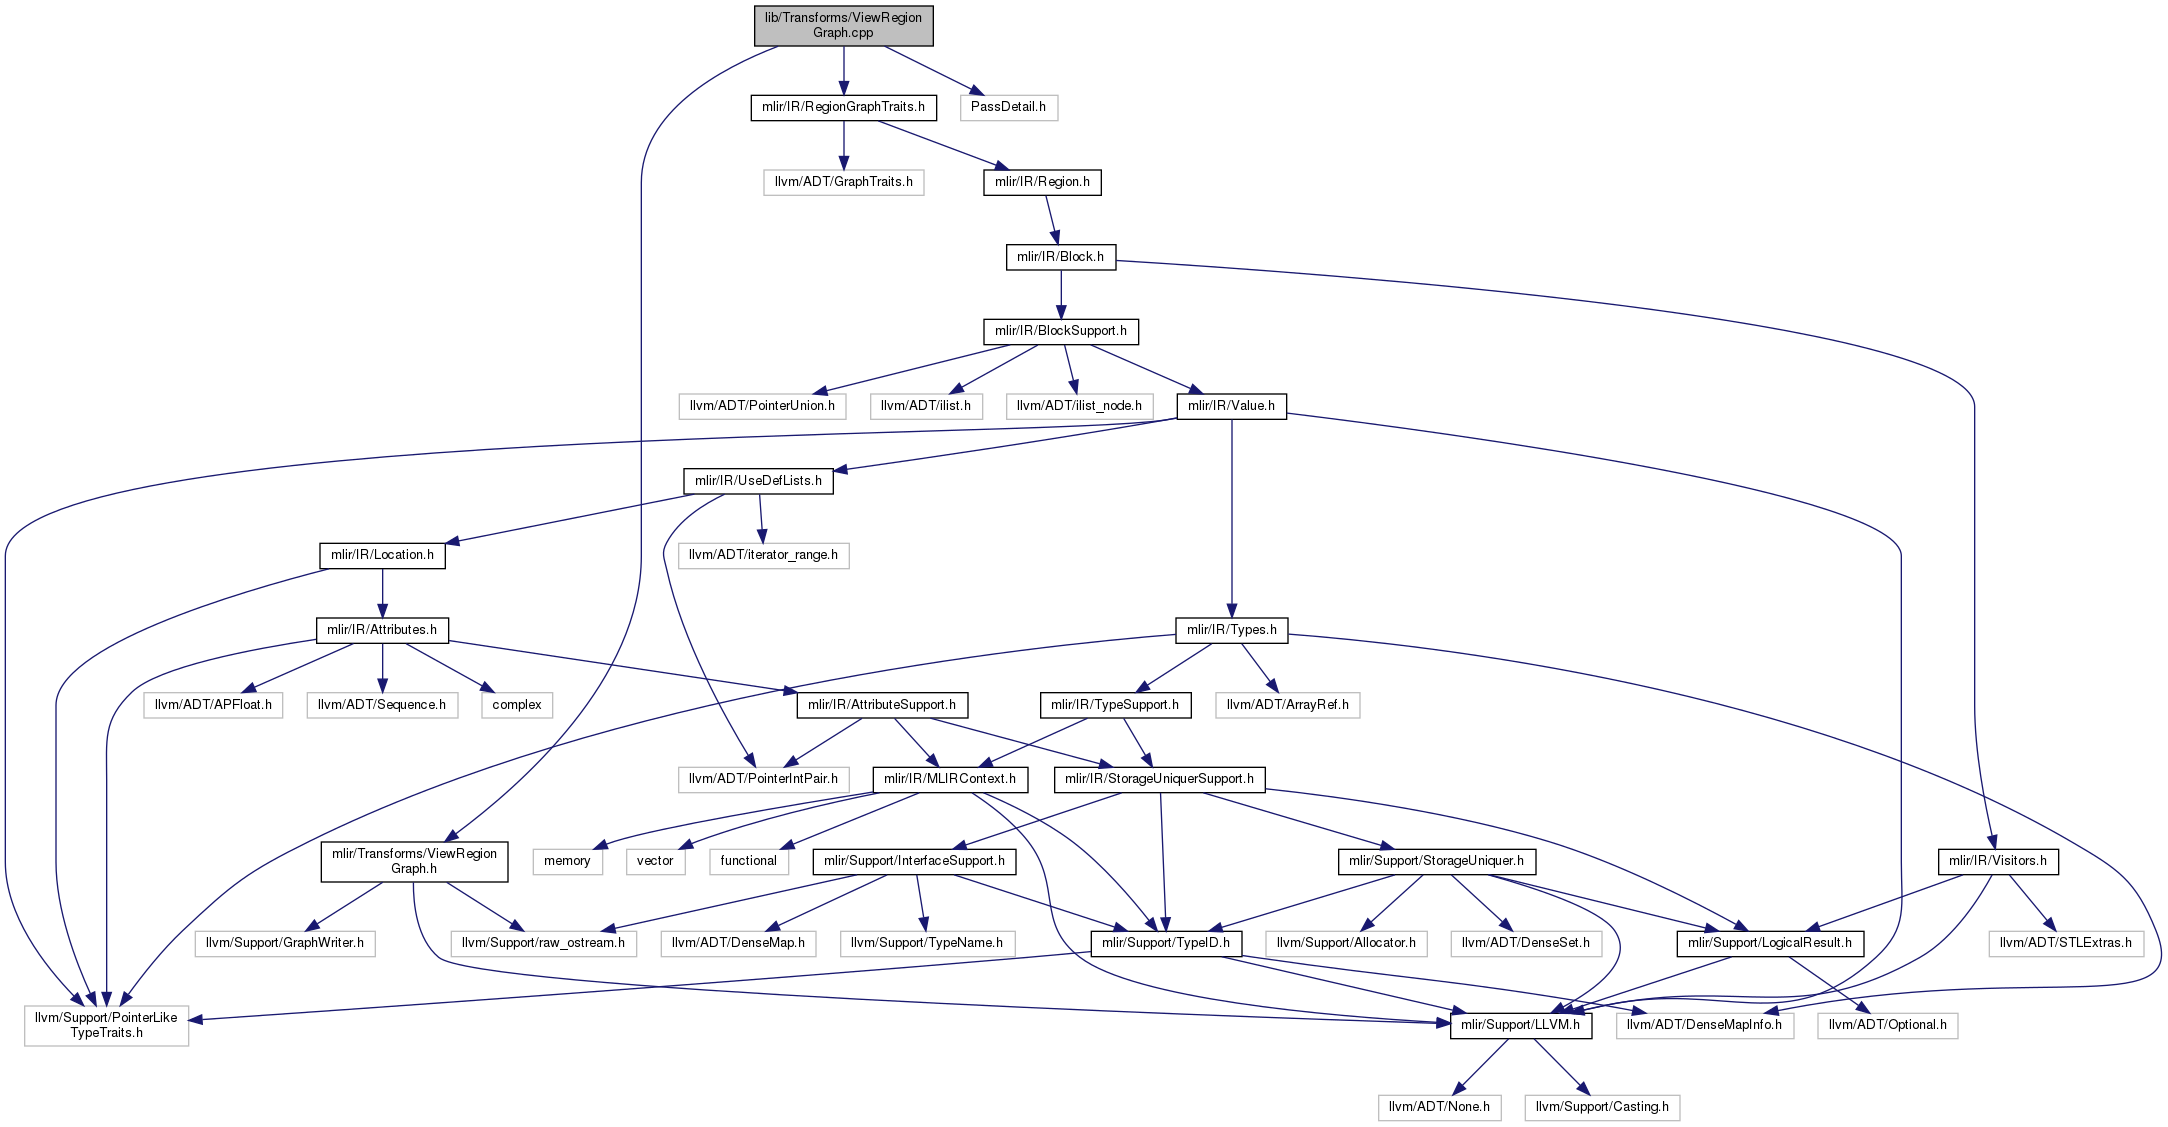 lib/Transforms/ViewRegion
Graph.cpp
mlir/IR/RegionGraphTraits.h
PassDetail.h
llvm/ADT/GraphTraits.h
mlir/IR/Region.h
mlir/IR/Block.h
mlir/IR/BlockSupport.h
llvm/ADT/PointerUnion.h
llvm/ADT/ilist.h
llvm/ADT/ilist_node.h
mlir/IR/Value.h
mlir/IR/UseDefLists.h
mlir/IR/Location.h
llvm/ADT/iterator_range.h
mlir/IR/Attributes.h
mlir/IR/Types.h
llvm/ADT/APFloat.h
llvm/ADT/Sequence.h
complex
mlir/IR/AttributeSupport.h
mlir/IR/TypeSupport.h
llvm/ADT/ArrayRef.h
llvm/ADT/PointerIntPair.h
mlir/IR/MLIRContext.h
mlir/IR/StorageUniquerSupport.h
mlir/Transforms/ViewRegion
Graph.h
memory
vector
functional
mlir/Support/InterfaceSupport.h
mlir/Support/StorageUniquer.h
mlir/IR/Visitors.h
llvm/Support/GraphWriter.h
llvm/Support/raw_ostream.h
llvm/ADT/DenseMap.h
llvm/Support/TypeName.h
mlir/Support/TypeID.h
llvm/Support/Allocator.h
llvm/ADT/DenseSet.h
mlir/Support/LogicalResult.h
llvm/ADT/STLExtras.h
llvm/Support/PointerLike
TypeTraits.h
mlir/Support/LLVM.h
llvm/ADT/DenseMapInfo.h
llvm/ADT/Optional.h
llvm/ADT/None.h
llvm/Support/Casting.h